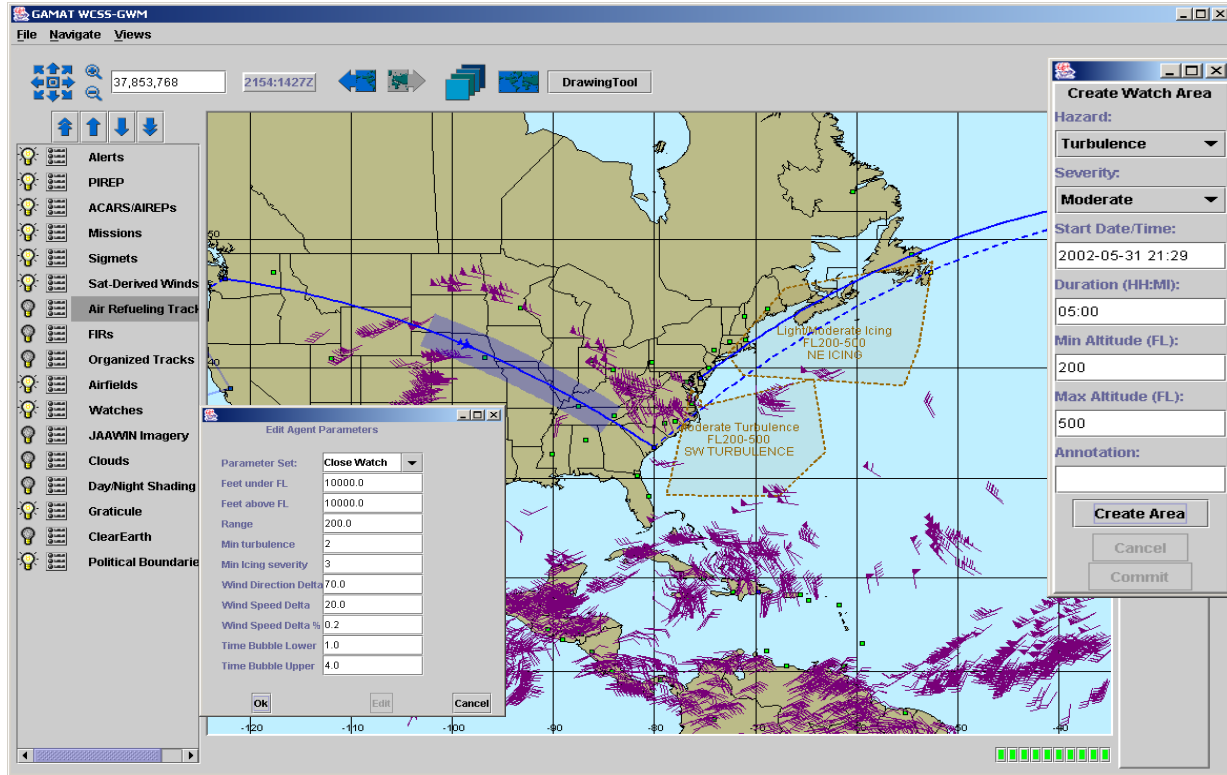 GAMAT WCSS-GWM
File Navigate Views
37,853,768
2154:1427Z
DrawingTool
Alerts
PIREP
ACARS/AIREPs
Missions
Sigmets
Sat-Derived Winds
Air Refueling Track
FIRs
Organized Tracks
Airfields
Watches
JAAWIN Imagery
Clouds
Day/Night Shading
Graticule
ClearEarth
Political Boundarie
50
40
Light/Moderate Icing
FL200-500
NE ICING
Moderate Turbulence
FL200-500
SW TURBULENCE
-120
-110
-100
-90
-80
-70
-60
-50
-40
Edit Agent Parameters
Parameter Set: Close Watch
Feet under FL 10000.0
Feet above FL 10000.0
Range 200.0
Min turbulence 2
Min Icing severity 3
Wind Direction Delta 70.0
Wind Speed Delta 20.0
Wind Speed Delta % 0.2
Time Bubble Lower 1.0
Time Bubble Upper 4.0
Ok Edit Cancel
Create Watch Area
Hazard:
Turbulence
Severity:
Moderate
Start Date/Time:
2002-05-31 21:29
Duration (HH:MI):
05:00
Min Altitude (FL):
200
Max Altitude (FL):
500
Annotation:
Create Area
Cancel
Commit